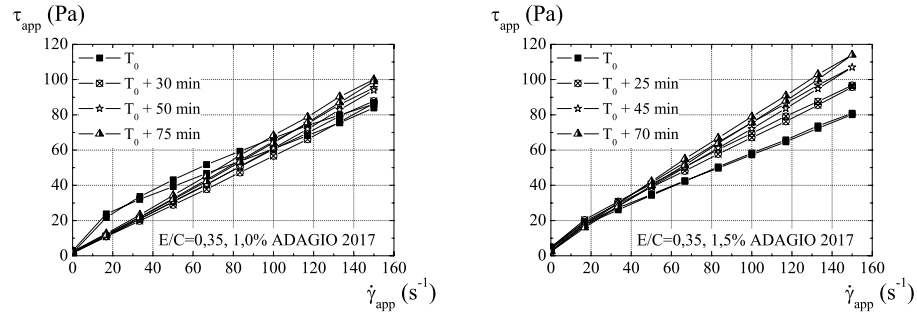 τapp (Pa)
120
100
80
60
40
20
0
T0
T0 + 30 min
T0 + 50 min
T0 + 75 min
E/C=0,35, 1,0% ADAGIO 2017
0 20 40 60 80 100 120 140 160
γ̇app (s-1)
τapp (Pa)
120
100
80
60
40
20
0
T0
T0 + 25 min
T0 + 45 min
T0 + 70 min
E/C=0,35, 1,5% ADAGIO 2017
0 20 40 60 80 100 120 140 160
γ̇app (s-1)